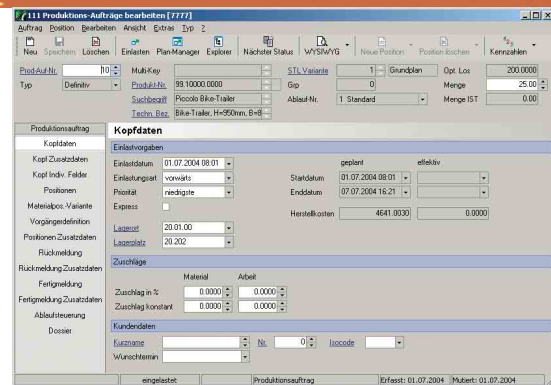 111 Produktions-Aufträge bearbeiten [7777]
Auftrag Position Bearbeiten Ansicht Extras Typ ?
Neu Speichern Löschen Einlasten Plan-Manager Explorer Nächster Status WYSIWYG Neue Position Position löschen Kennzahlen
Prod-Auf-Nr. 10 Multi-Key STL Variante 1 Grundplan Opt. Los 200.0000
Typ Definitiv Produkt-Nr. 99.10000.0000 Grp 0 Menge 25.00
Suchbegriff Piccolo Bike-Trailer Ablauf-Nr. 1 Standard Menge IST 0.00
Techn. Bez. Bike-Trailer, H=950mm, B=8
Produktionsauftrag
Kopfdaten
Kopf Zusatzdaten
Kopf Indiv. Felder
Positionen
Materialpos.-Variante
Vorgängerdefinition
Positionen Zusatzdaten
Rückmeldung
Rückmeldung Zusatzdaten
Fertigmeldung
Fertigmeldung Zusatzdaten
Ablaufsteuerung
Dossier
Kopfdaten
Einlastvorgaben
Einlastdatum 01.07.2004 08:01 geplant effektiv
Einlastungsart vorwärts Startdatum 01.07.2004 08:01
Priorität niedrigste Enddatum 07.07.2004 16:21
Express
Herstellkosten 4641.0030 0.0000
Lagerort 20.01.00
Lagerplatz 20.202
Zuschläge
Material Arbeit
Zuschlag in % 0.0000 0.0000
Zuschlag konstant 0.0000 0.0000
Kundendaten
Kurzname Nr. 0 Isocode
Wunschtermin
eingelastet Produktionsauftrag Erfasst: 01.07.2004 Mutiert: 01.07.2004